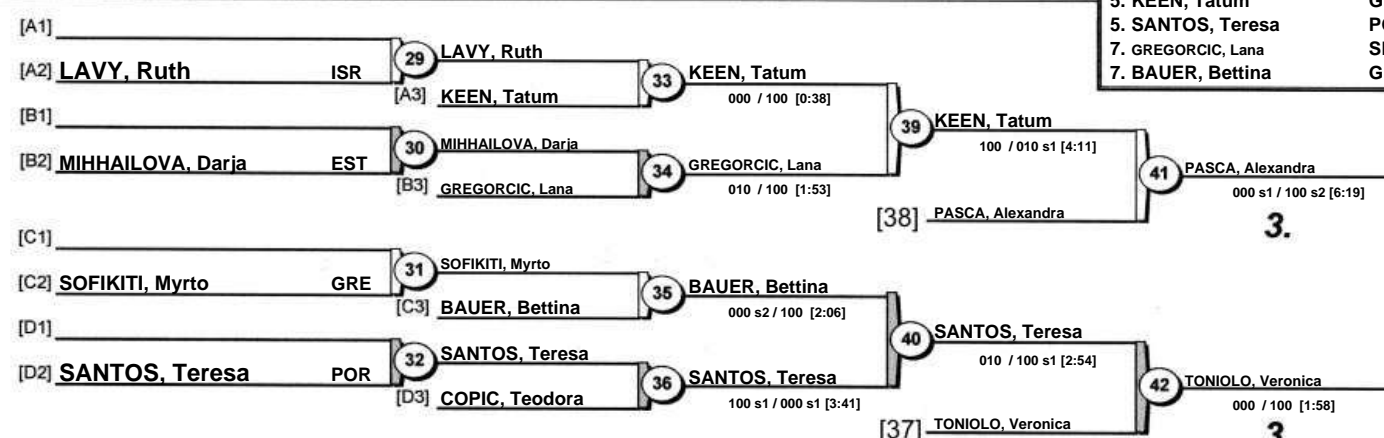 5. KEEN, Tatum G
5. SANTOS, Teresa PO
7. GREGORCIC, Lana
7. BAUER, Bettina G
[A1]
[A2] LAVY, Ruth ISR
29
LAVY, Ruth
[A3] KEEN, Tatum
33
KEEN, Tatum
000 / 100 [0:38]
[B1]
[B2] MIHHAILOVA, Darja EST
30
MIHHAILOVA, Darja
[B3] GREGORCIC, Lana
34
GREGORCIC, Lana
010 / 100 [1:53]
39
KEEN, Tatum
100 / 010 s1 [4:11]
[38] PASCA, Alexandra
41
PASCA, Alexandra
000 s1 / 100 s2 [6:19]
3.
[C1]
[C2] SOFIKITI, Myrto GRE
31
SOFIKITI, Myrto
[C3] BAUER, Bettina
35
BAUER, Bettina
000 s2 / 100 [2:06]
[D1]
[D2] SANTOS, Teresa POR
32
SANTOS, Teresa
[D3] COPIC, Teodora
36
SANTOS, Teresa
100 s1 / 000 s1 [3:41]
40
SANTOS, Teresa
010 / 100 s1 [2:54]
[37] TONIOLO, Veronica
42
TONIOLO, Veronica
000 / 100 [1:58]
3